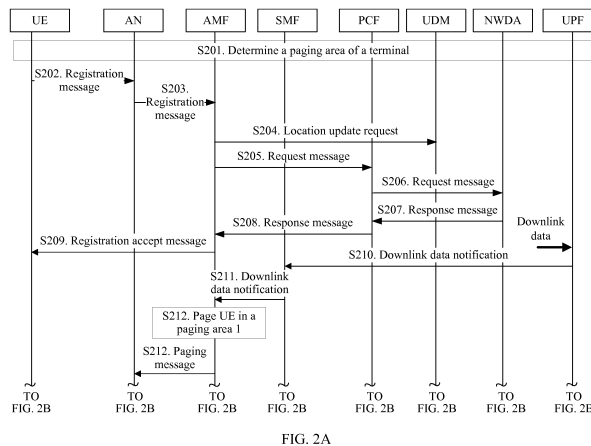 UE AN AMF SMF PCF UDM NWDA UPF
S201. Determine a paging area of a terminal
S202. Registration
message
S203.
Registration
message
S204. Location update request
S205. Request message
S206. Request message
S207. Response message
S208. Response message
S209. Registration accept message
Downlink
data
S210. Downlink data notification
S211. Downlink
data notification
S212. Page UE in a
paging area 1
S212. Paging
message
TO TO TO TO TO TO TO TO
FIG. 2B FIG. 2B FIG. 2B FIG. 2B FIG. 2B FIG. 2B FIG. 2B FIG. 2B
FIG. 2A